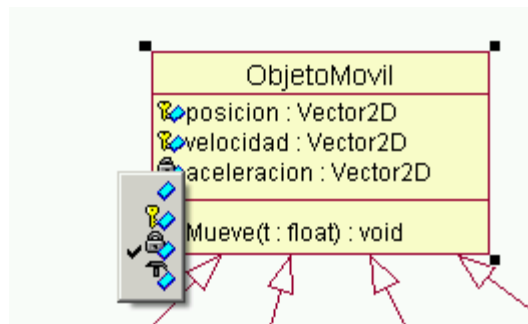 ObjetoMovil
posicion : Vector2D
velocidad : Vector2D
aceleracion : Vector2D
Mueve(t : float) : void